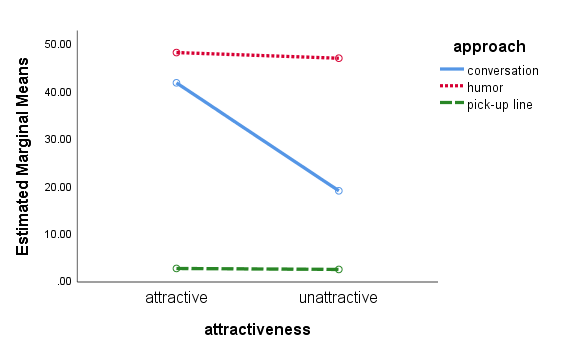 50.00
40.00
30.00
20.00
10.00
.00
Estimated Marginal Means
attractive
unattractive
attractiveness
approach
conversation
humor
pick-up line